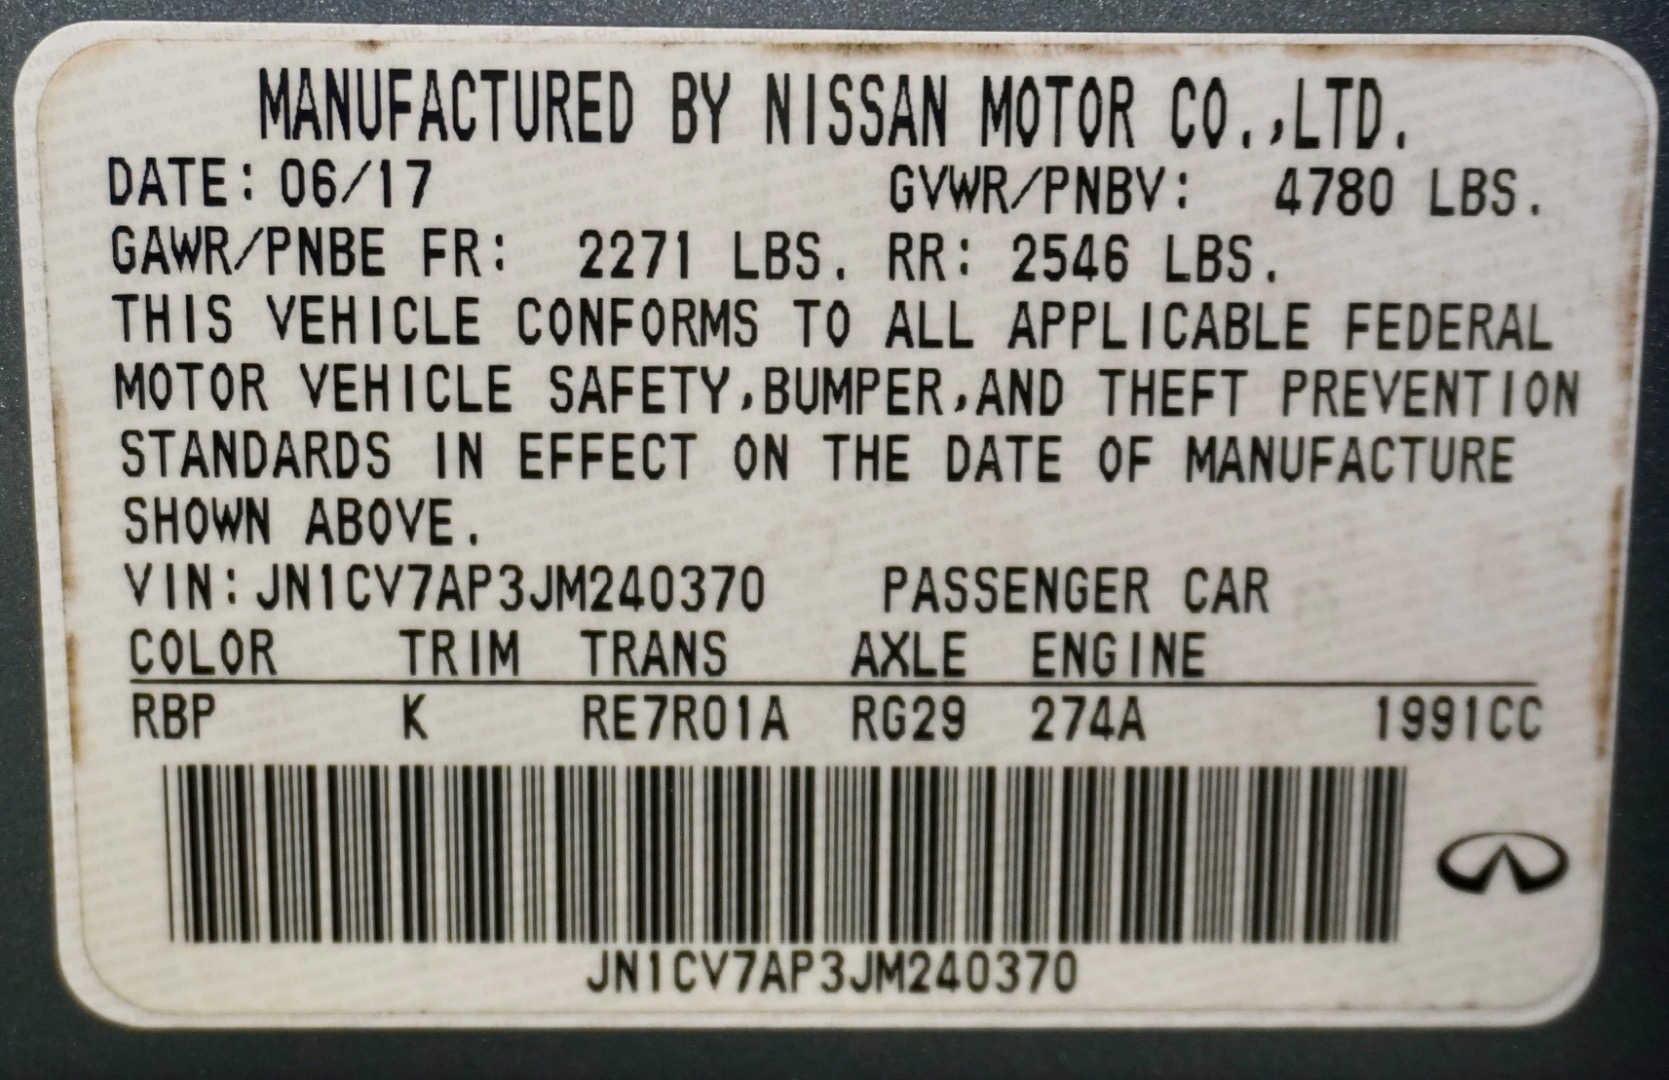 MANUFACTURED BY NISSAN MOTOR CO.,LTD.
DATE: 06/17 GVWR/PNBV: 4780 LBS.
GAWR/PNBE FR: 2271 LBS. RR: 2546 LBS.
THIS VEHICLE CONFORMS TO ALL APPLICABLE FEDERAL
MOTOR VEHICLE SAFETY,BUMPER,AND THEFT PREVENTION
STANDARDS IN EFFECT ON THE DATE OF MANUFACTURE
SHOWN ABOVE.
VIN:JN1CV7AP3JM240370 PASSENGER CAR
COLOR TRIM TRANS AXLE ENGINE
RBP K RE7R01A RG29 274A 1991CC
JN1CV7AP3JM240370